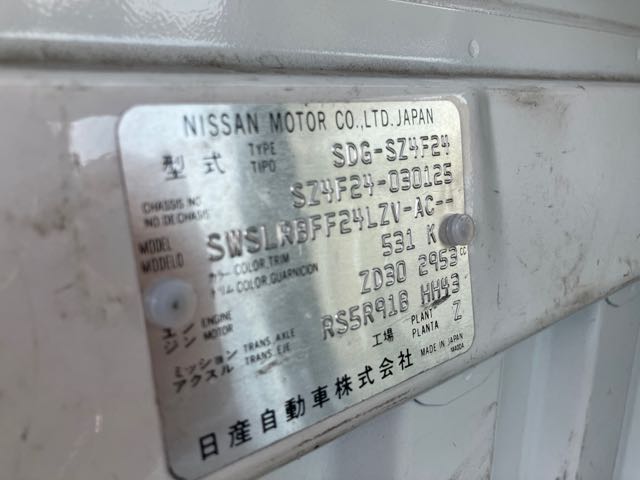 NISSAN MOTOR CO.,LTD.JAPAN
型式 TYPE TIPO SDG-SZ4F24
CHASSIS NO NO DE CHASIS SZ4F24-030125
MODEL MODELO SWSLRBFF24LZV-AC--
カラー COLOR, TRIM トリム COLOR, GUARNICION 531 K
エンジン ENGINE MOTOR ZD30 2953 cc
ミッション アクスル TRANS. AXLE TRANS. EJE RS5R91B HH43
工場 PLANT PLANTA Z
日産自動車株式会社 MADE IN JAPAN